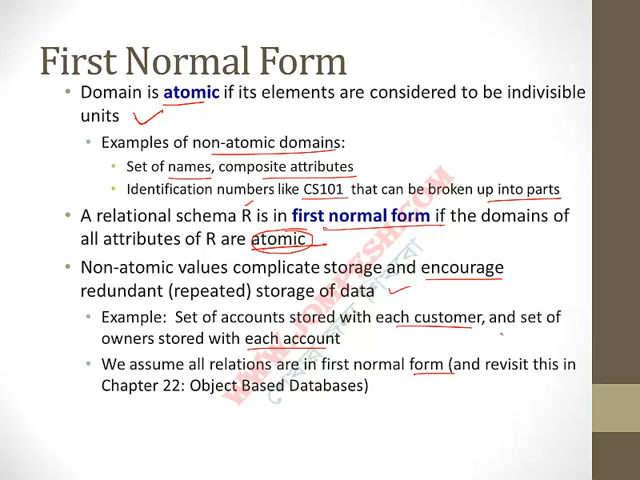 First Normal Form
• Domain is atomic if its elements are considered to be indivisible
units
• Examples of non-atomic domains:
• Set of names, composite attributes
• Identification numbers like CS101 that can be broken up into parts
• A relational schema R is in first normal form if the domains of
all attributes of R are atomic
• Non-atomic values complicate storage and encourage
redundant (repeated) storage of data
• Example: Set of accounts stored with each customer, and set of
owners stored with each account
• We assume all relations are in first normal form (and revisit this in
Chapter 22: Object Based Databases)
WWW.JOMPESH.COM